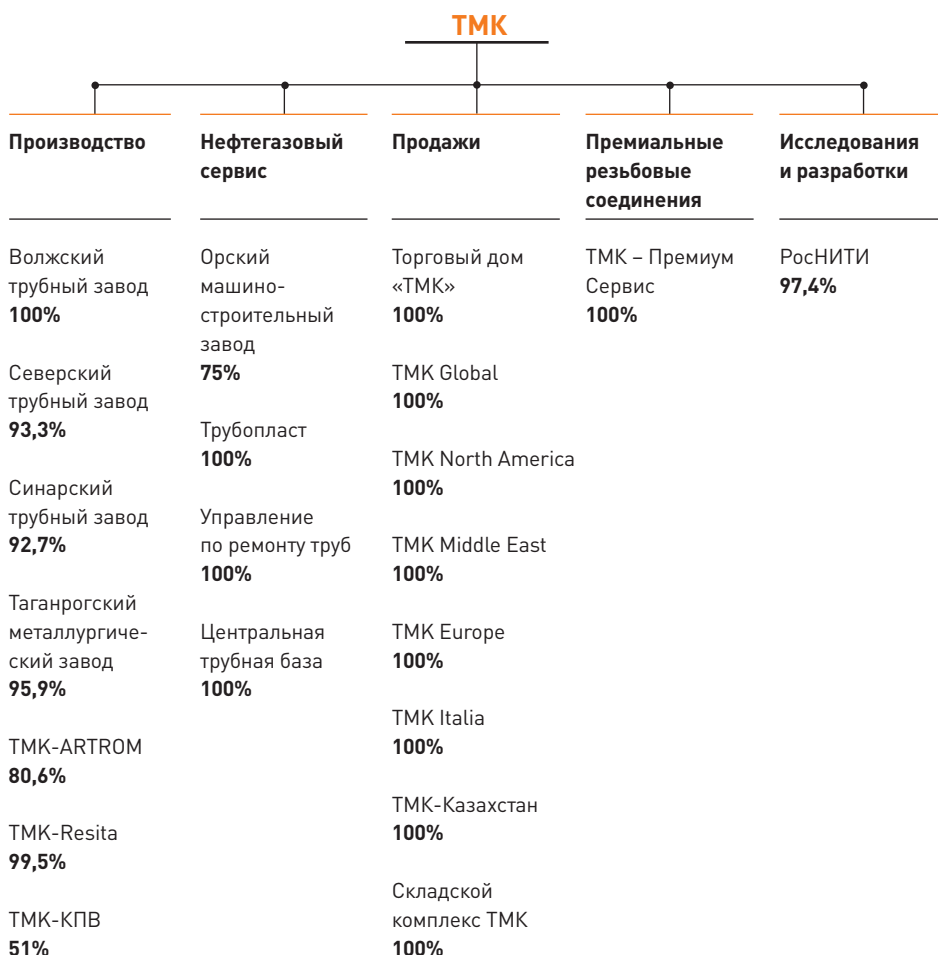 ТМК
Производство
Волжский
трубный завод
100%
Северский
трубный завод
93,3%
Синарский
трубный завод
92,7%
Таганрогский
металлургиче-
ский завод
95,9%
TMK-ARTROM
80,6%
TMK-Resita
99,5%
ТМК-КПВ
51%
Нефтегазовый
сервис
Орский
машино-
строительный
завод
75%
Трубопласт
100%
Управление
по ремонту труб
100%
Центральная
трубная база
100%
Продажи
Торговый дом
«ТМК»
100%
TMK Global
100%
TMK North America
100%
TMK Middle East
100%
TMK Europe
100%
TMK Italia
100%
ТМК-Казахстан
100%
Складской
комплекс ТМК
100%
Премиальные
резьбовые
соединения
ТМК – Премиум
Сервис
100%
Исследования
и разработки
РосНИТИ
97,4%